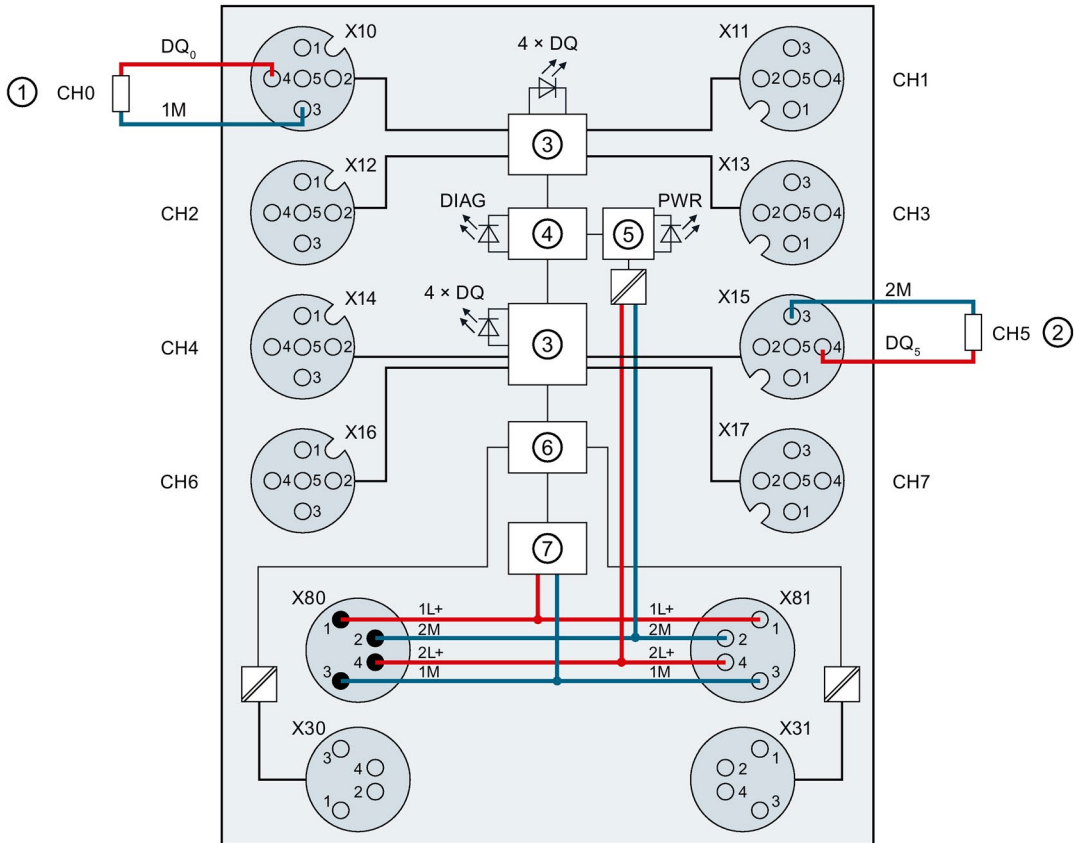 X10 X11
4 × DQ
DQ0
1 3
① CH0 4 5 2 2 5 4 CH1
1M
3 1
③
X12 X13
1 3
DIAG PWR
CH2 4 5 2 ④ ⑤ 2 5 4 CH3
3 1
4 × DQ
X14 X15 2M
1 3
CH4 4 5 2 ③ 2 5 4 CH5 ②
DQ5
3 1
X16 X17
1 ⑥ 3
CH6 4 5 2 2 5 4 CH7
3 1
⑦
X80 X81
1 1L+ 1L+ 1
2 2M 2M 2
4 2L+ 2L+ 4
3 1M 1M 3
X30 X31
3 1
4 2
2 4
1 3